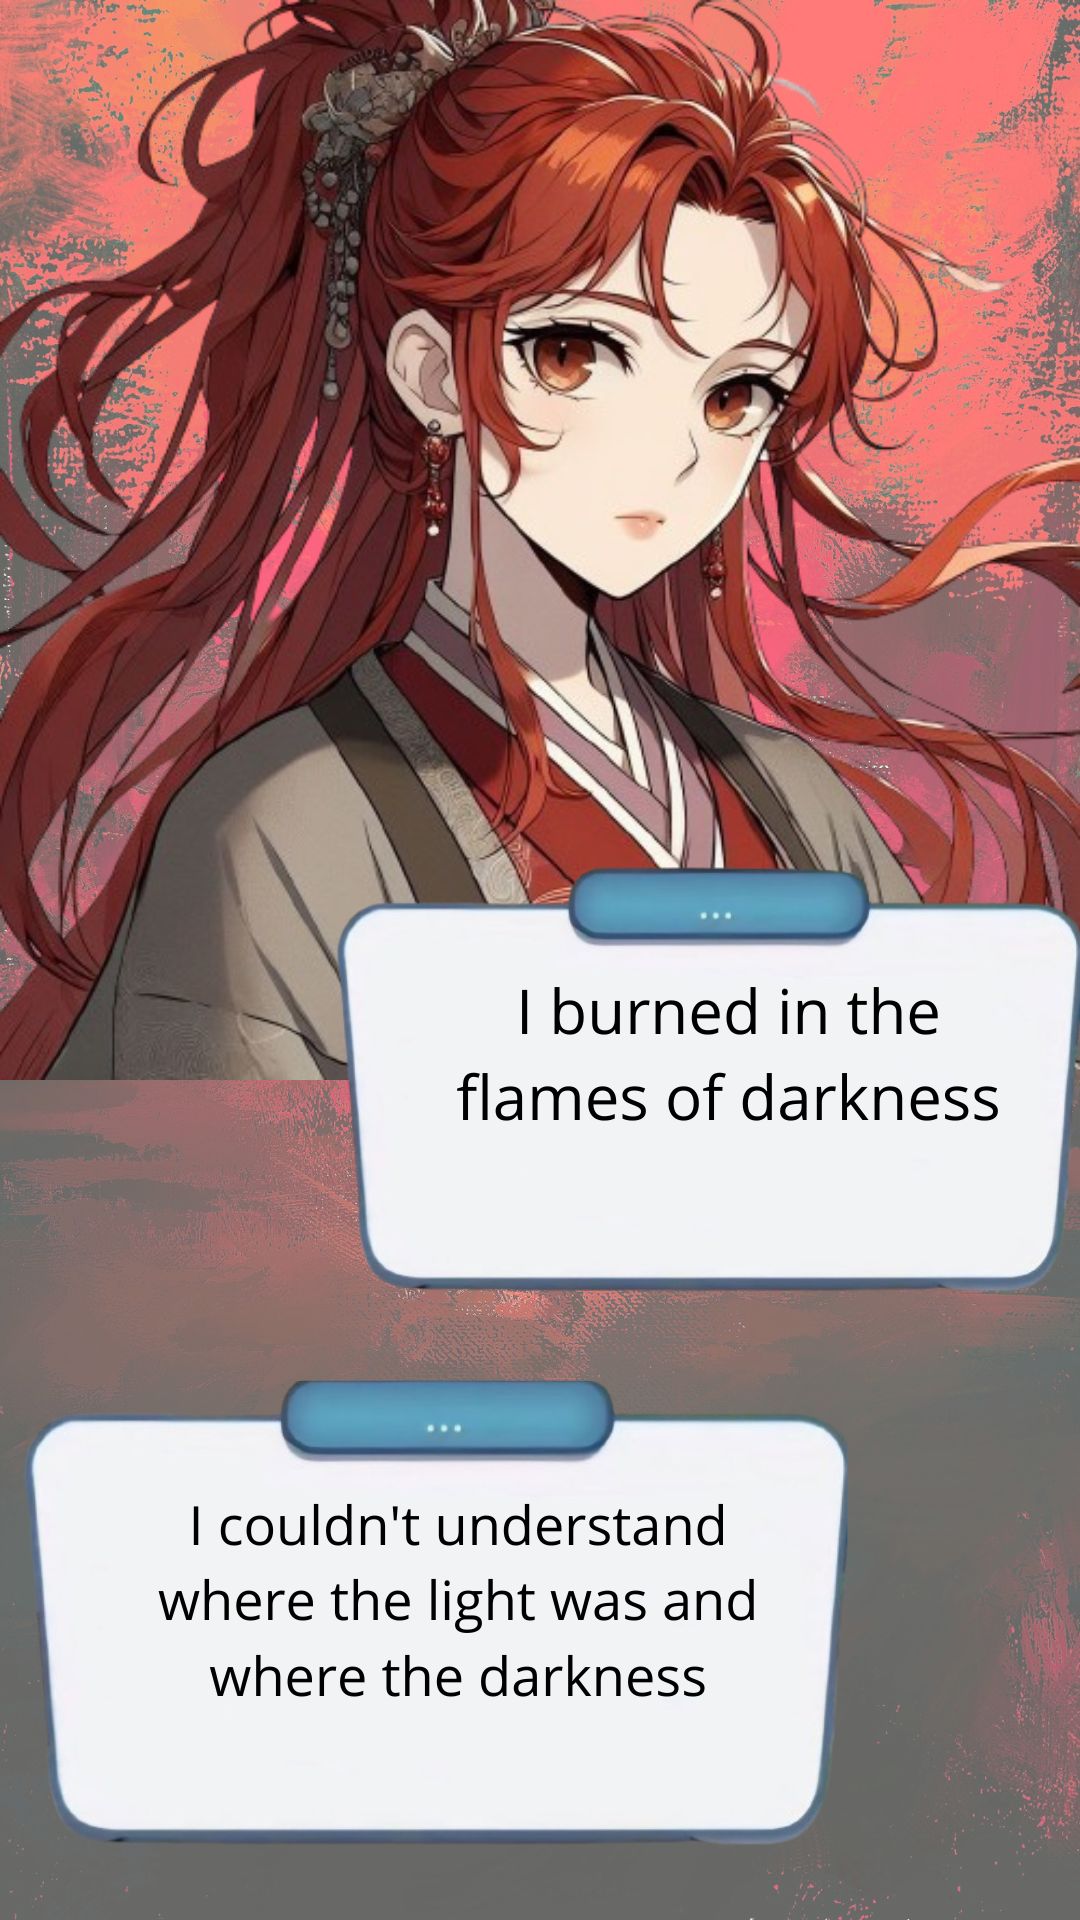 ...
I burned in the
flames of darkness
...
I couldn't understand
where the light was and
where the darkness